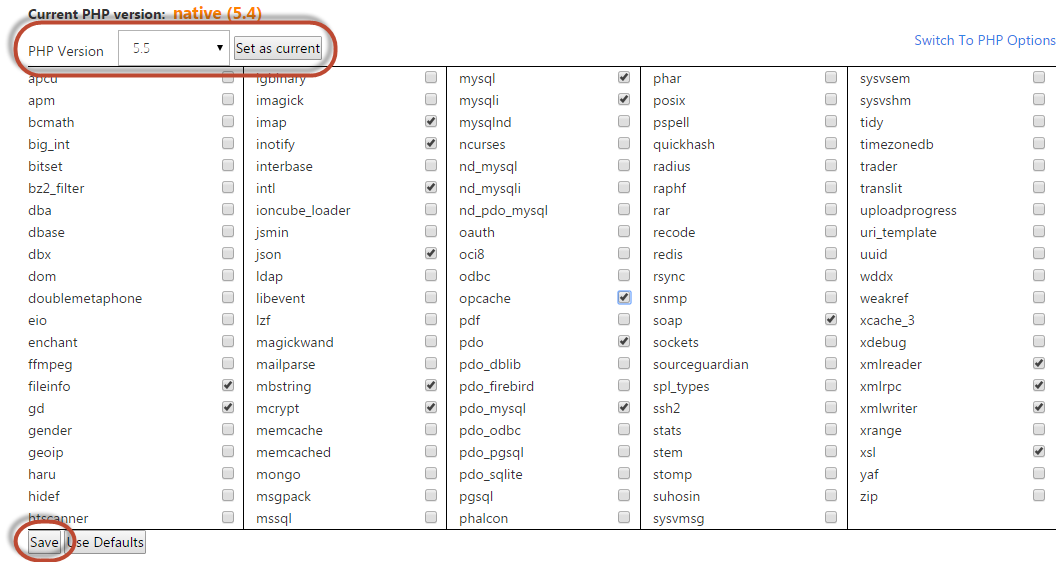 Current PHP version: native (5.4)
PHP Version 5.5 Set as current Switch To PHP Options
apcu igbinary mysql phar sysvsem
apm imagick mysqli posix sysvshm
bcmath imap mysqlnd pspell tidy
big_int inotify ncurses quickhash timezonedb
bitset interbase nd_mysql radius trader
bz2_filter intl nd_mysqli raphf translit
dba ioncube_loader nd_pdo_mysql rar uploadprogress
dbase jsmin oauth recode uri_template
dbx json oci8 redis uuid
dom ldap odbc rsync wddx
doublemetaphone libevent opcache snmp weakref
eio lzf pdf soap xcache_3
enchant magickwand pdo sockets xdebug
ffmpeg mailparse pdo_dblib sourceguardian xmlreader
fileinfo mbstring pdo_firebird spl_types xmlrpc
gd mcrypt pdo_mysql ssh2 xmlwriter
gender memcache pdo_odbc stats xrange
geoip memcached pdo_pgsql stem xsl
haru mongo pdo_sqlite stomp yaf
hidef msgpack pgsql suhosin zip
htscanner mssql phalcon sysvmsg
Save Use Defaults